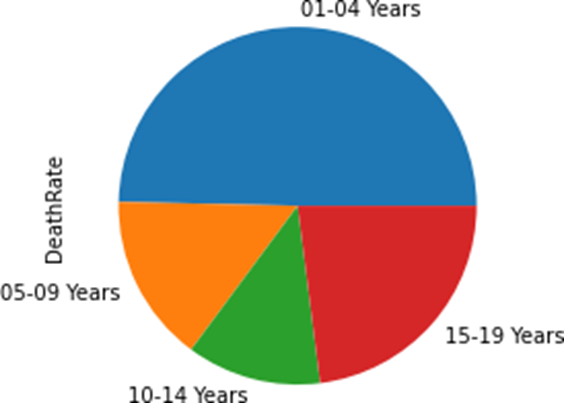 01-04 Years
DeathRate
05-09 Years
15-19 Years
10-14 Years